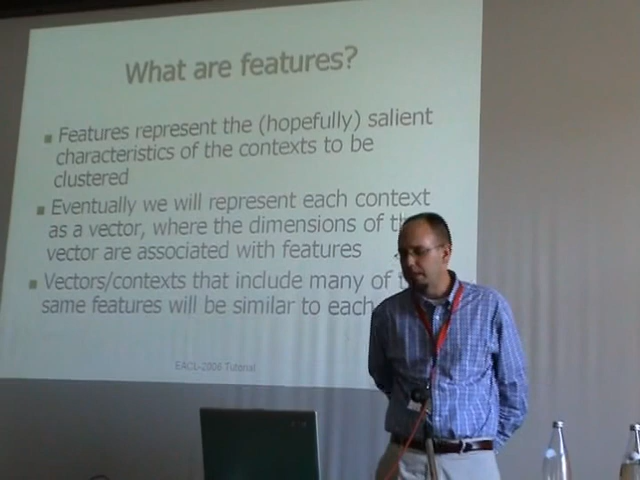 What are features?
Features represent the (hopefully) salient
characteristics of the contexts to be
clustered
Eventually we will represent each context
as a vector, where the dimensions of
vector are associated with features
Vectors/contexts that include many of
same features will be similar to each
EACL-2006 Tutorial